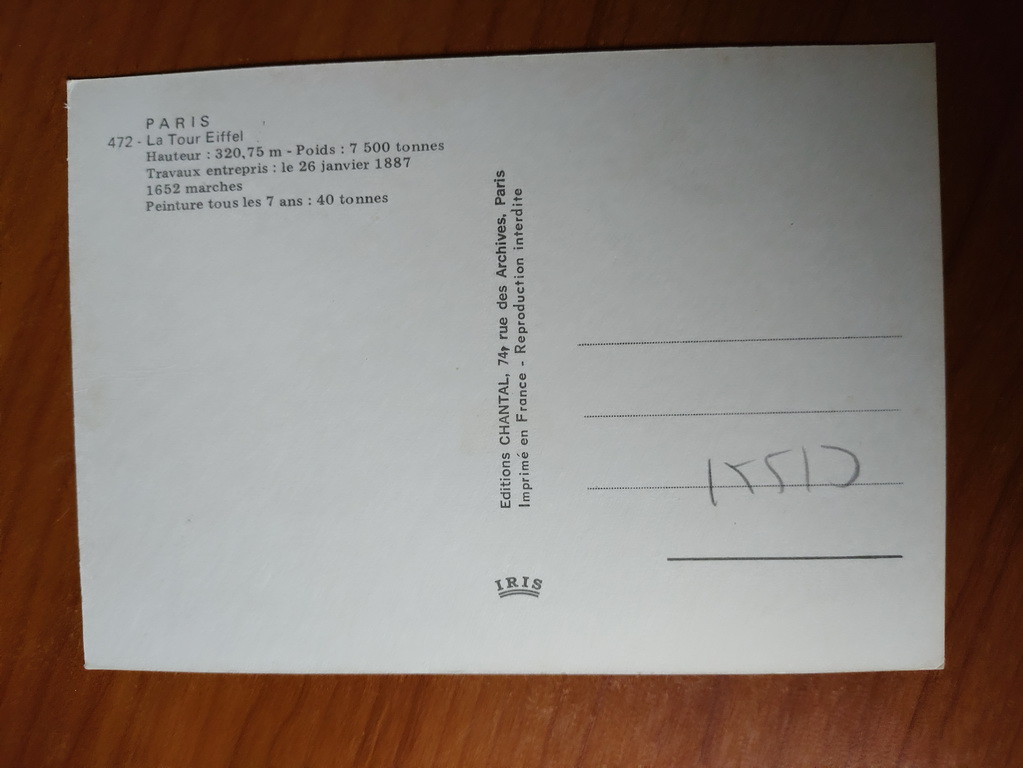 PARIS
472 - La Tour Eiffel
Hauteur : 320,75 m - Poids : 7 500 tonnes
Travaux entrepris : le 26 janvier 1887
1652 marches
Peinture tous les 7 ans : 40 tonnes
Editions CHANTAL, 74, rue des Archives, Paris
Imprimé en France - Reproduction interdite
IRIS